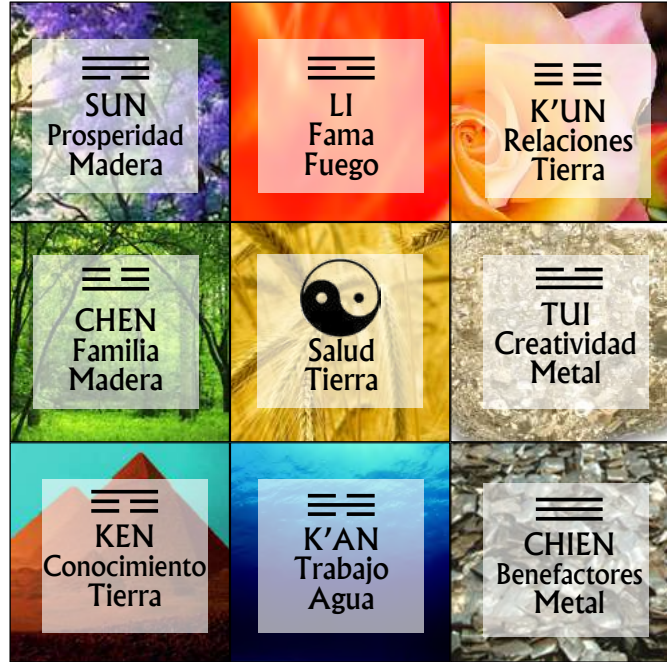 SUN
Prosperidad
Madera
LI
Fama
Fuego
K'UN
Relaciones
Tierra
CHEN
Familia
Madera
Salud
Tierra
TUI
Creatividad
Metal
KEN
Conocimiento
Tierra
K'AN
Trabajo
Agua
CHIEN
Benefactores
Metal